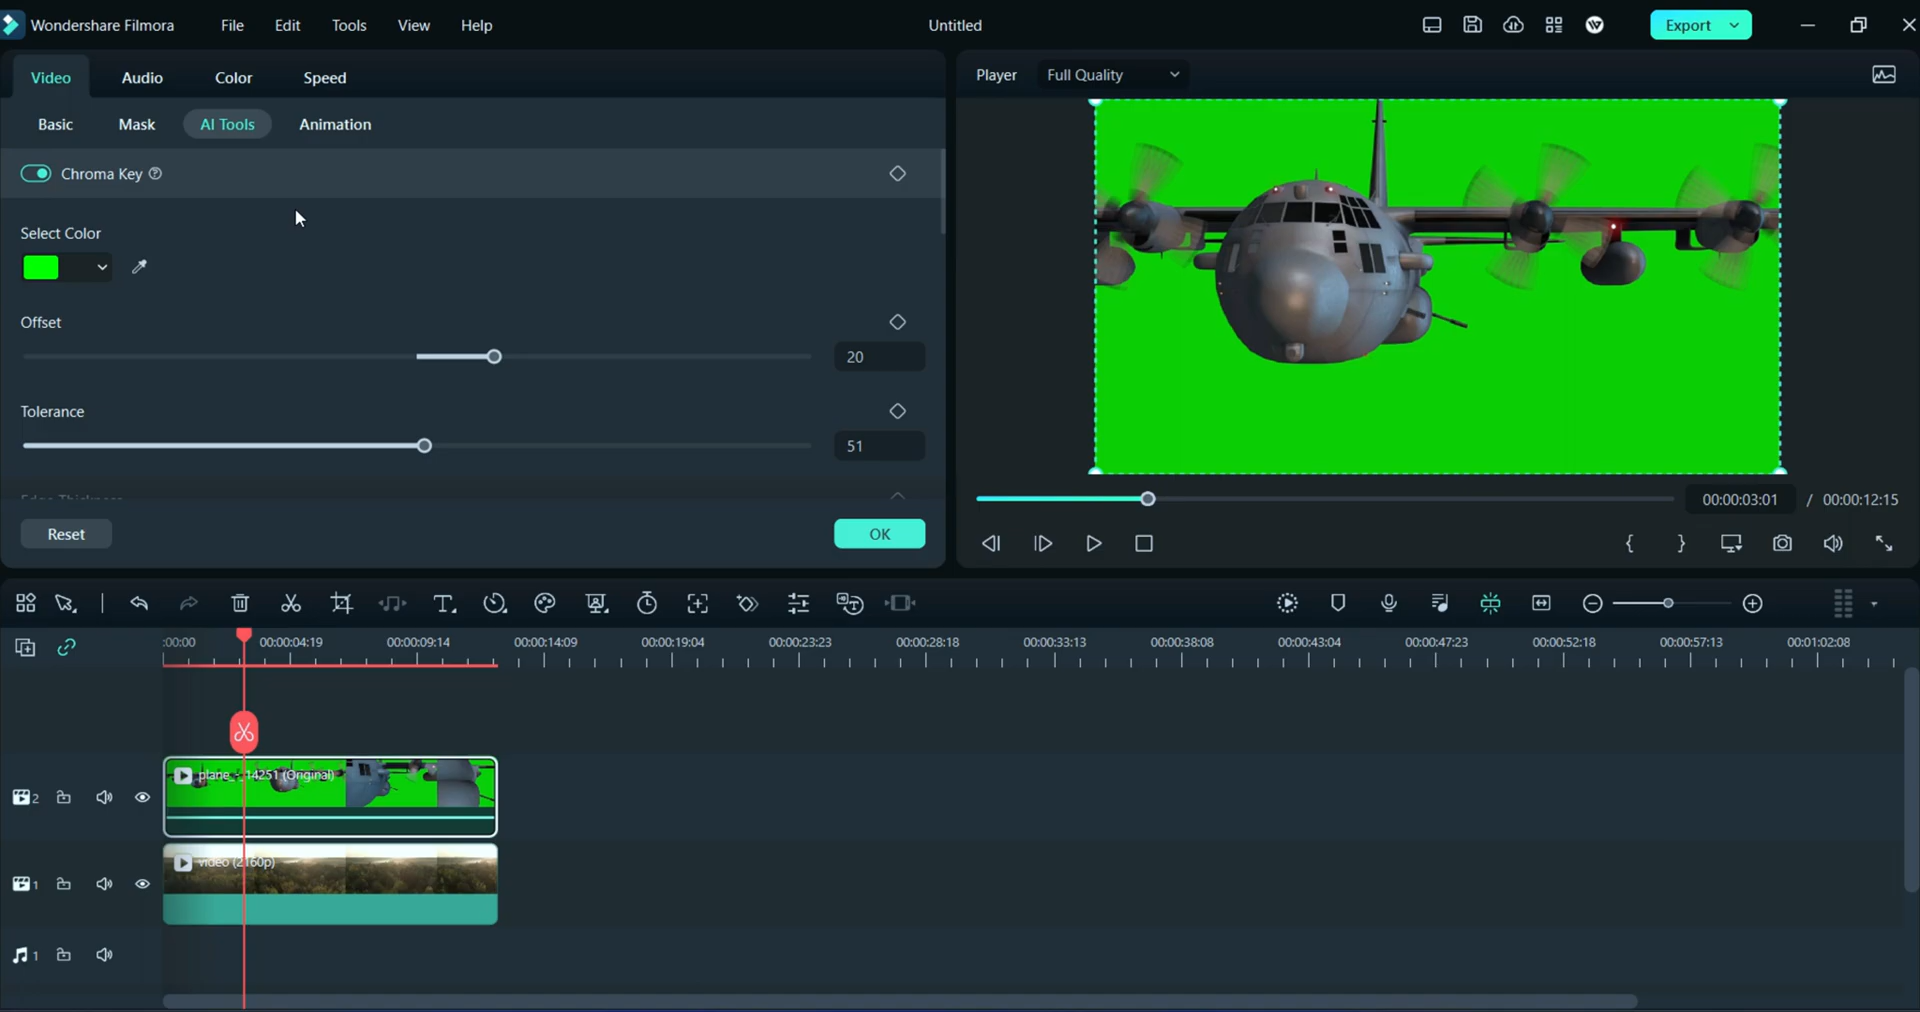 Wondershare Filmora File Edit Tools View Help Untitled Export
Video Audio Color Speed
Player Full Quality
Basic Mask AI Tools Animation
Chroma Key
Select Color
Offset
20
Tolerance
51
Edge Thickness
Reset OK
00:00:03:01 / 00:00:12:15
:00:00 00:00:04:19 00:00:09:14 00:00:14:09 00:00:19:04 00:00:23:23 00:00:28:18 00:00:33:13 00:00:38:08 00:00:43:04 00:00:47:23 00:00:52:18 00:00:57:13 00:01:02:08
plane_-_14251 (Original)
2
video (2160p)
1
1